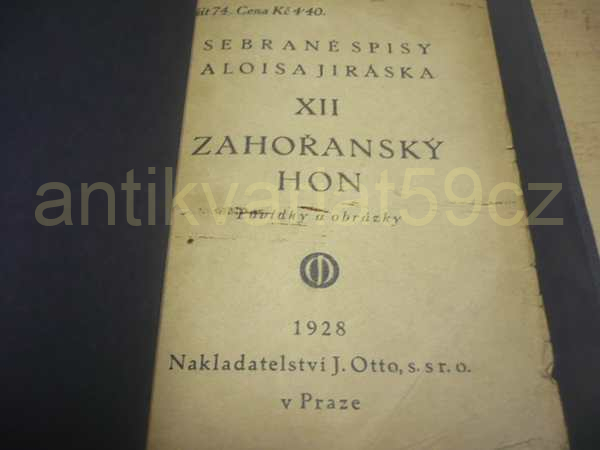 74. Cena Kč 4·40.
SEBRANÉ SPISY
ALOISA JIRÁSKA
XII
ZAHOŘANSKÝ
HON
antikvariat59cz
Povídky a obrázky
1928
Nakladatelství J. Otto, s. s r. o.
v Praze